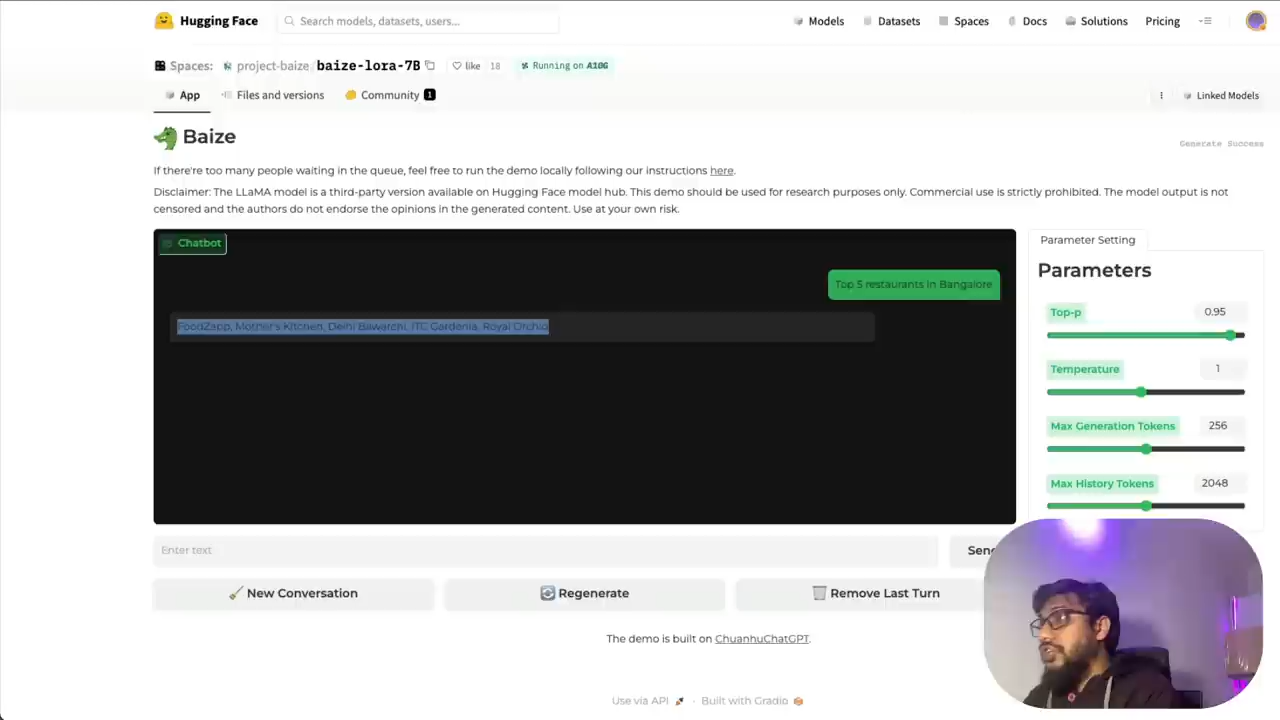 Hugging Face
Search models, datasets, users...
Models
Datasets
Spaces
Docs
Solutions
Pricing
Spaces:
project-baize/
baize-lora-7B
like
18
Running on A10G
App
Files and versions
Community
1
Linked Models
Baize
Generate Success
If there're too many people waiting in the queue, feel free to run the demo locally following our instructions here.
Disclaimer: The LLaMA model is a third-party version available on Hugging Face model hub. This demo should be used for research purposes only. Commercial use is strictly prohibited. The model output is not
censored and the authors do not endorse the opinions in the generated content. Use at your own risk.
Chatbot
Top 5 restaurants in Bangalore
FoodZapp, Mother's Kitchen, Delhi Bawarchi, ITC Gardenia, Royal Orchid
Parameter Setting
Parameters
Top-p
0.95
Temperature
1
Max Generation Tokens
256
Max History Tokens
2048
Enter text
New Conversation
Regenerate
Remove Last Turn
The demo is built on ChuanhuChatGPT.
Use via API
·
Built with Gradio